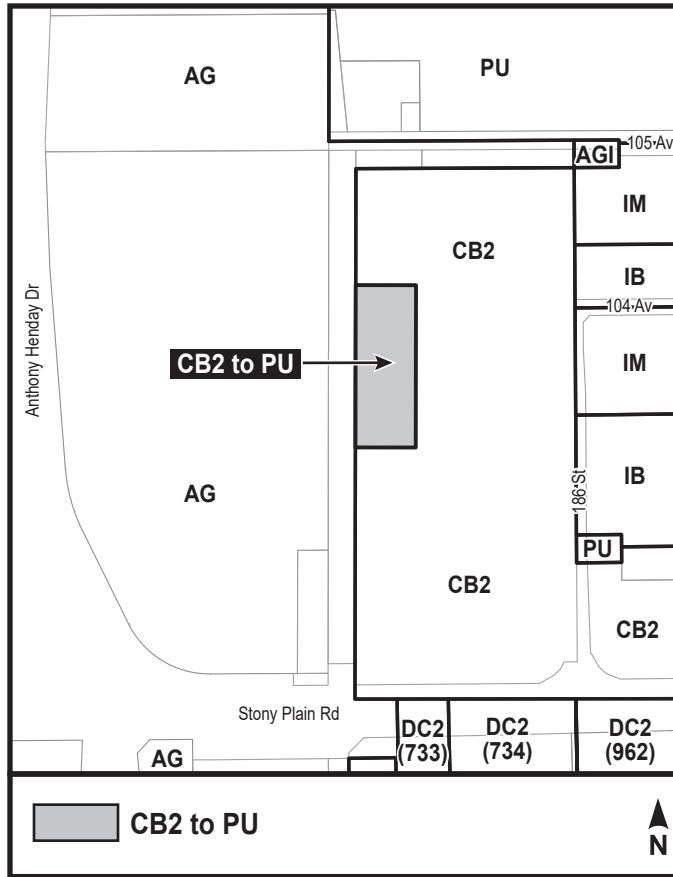 AG
PU
105 Av
AGI
IM
CB2
IB
104 Av
Anthony Henday Dr
CB2 to PU
IM
AG
IB
186 St
PU
CB2
CB2
Stony Plain Rd
DC2
(733)
DC2
(734)
DC2
(962)
AG
CB2 to PU
N